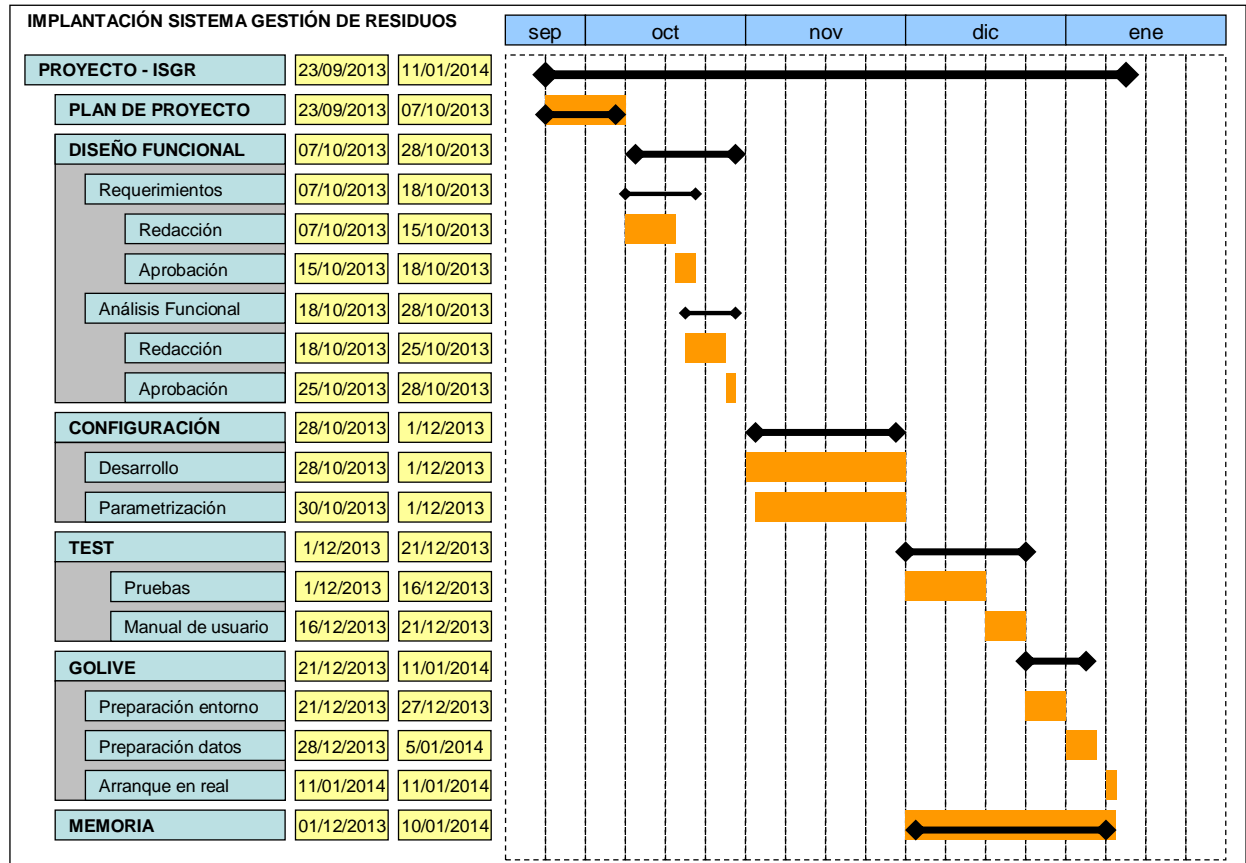 IMPLANTACIÓN SISTEMA GESTIÓN DE RESIDUOS
sep oct nov dic ene
PROYECTO - ISGR 23/09/2013 11/01/2014
PLAN DE PROYECTO 23/09/2013 07/10/2013
DISEÑO FUNCIONAL 07/10/2013 28/10/2013
Requerimientos 07/10/2013 18/10/2013
Redacción 07/10/2013 15/10/2013
Aprobación 15/10/2013 18/10/2013
Análisis Funcional 18/10/2013 28/10/2013
Redacción 18/10/2013 25/10/2013
Aprobación 25/10/2013 28/10/2013
CONFIGURACIÓN 28/10/2013 1/12/2013
Desarrollo 28/10/2013 1/12/2013
Parametrización 30/10/2013 1/12/2013
TEST 1/12/2013 21/12/2013
Pruebas 1/12/2013 16/12/2013
Manual de usuario 16/12/2013 21/12/2013
GOLIVE 21/12/2013 11/01/2014
Preparación entorno 21/12/2013 27/12/2013
Preparación datos 28/12/2013 5/01/2014
Arranque en real 11/01/2014 11/01/2014
MEMORIA 01/12/2013 10/01/2014